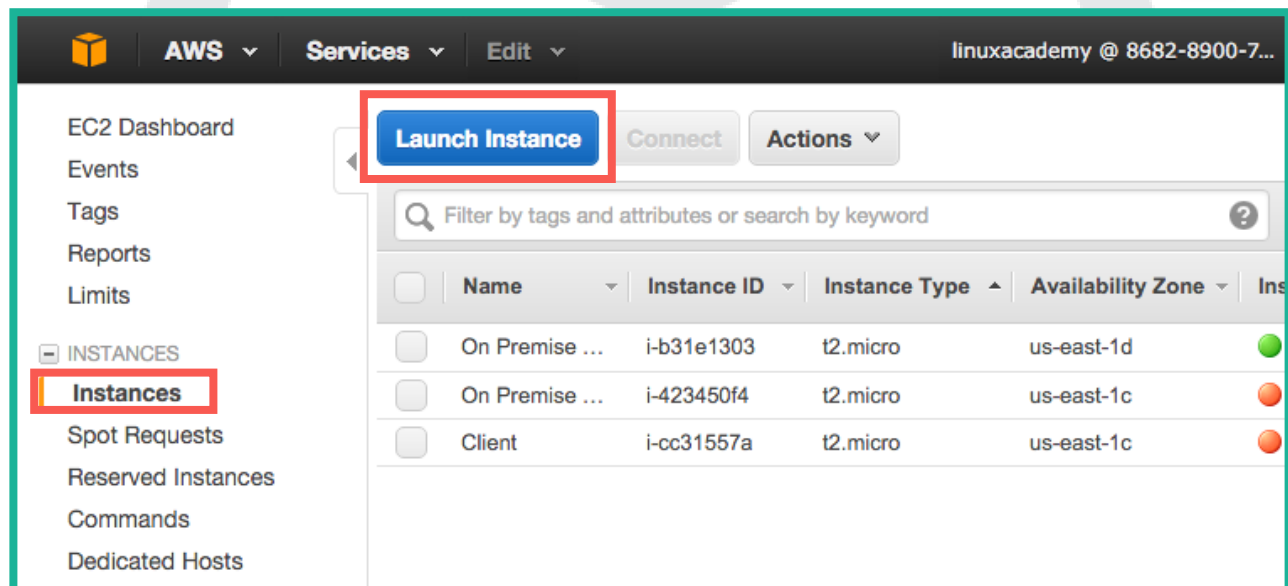 AWS Services Edit linuxacademy @ 8682-8900-7...
EC2 Dashboard
Events
Tags
Reports
Limits
INSTANCES
Instances
Spot Requests
Reserved Instances
Commands
Dedicated Hosts
Launch Instance Connect Actions
Filter by tags and attributes or search by keyword
Name Instance ID Instance Type Availability Zone Ins
On Premise ... i-b31e1303 t2.micro us-east-1d
On Premise ... i-423450f4 t2.micro us-east-1c
Client i-cc31557a t2.micro us-east-1c